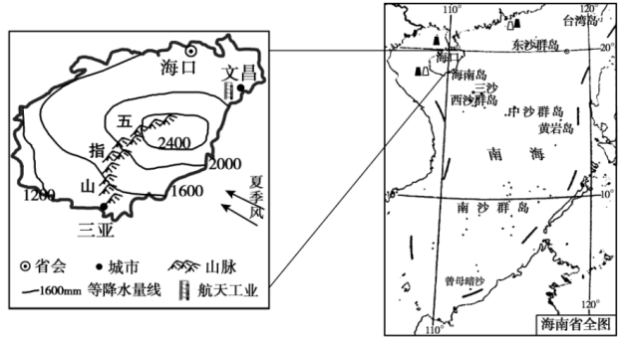 海口
文昌
五
指
山
2400
2000
1600
1200
夏季风
三亚
省会
城市
山脉
1600mm 等降水量线
航天工业
110°
120°
台湾岛
东沙群岛
20°
海口
海南岛
三沙
西沙群岛
中沙群岛
黄岩岛
南 海
10°
10°
南 沙 群 岛
曾母暗沙
110°
120°
海南省全图